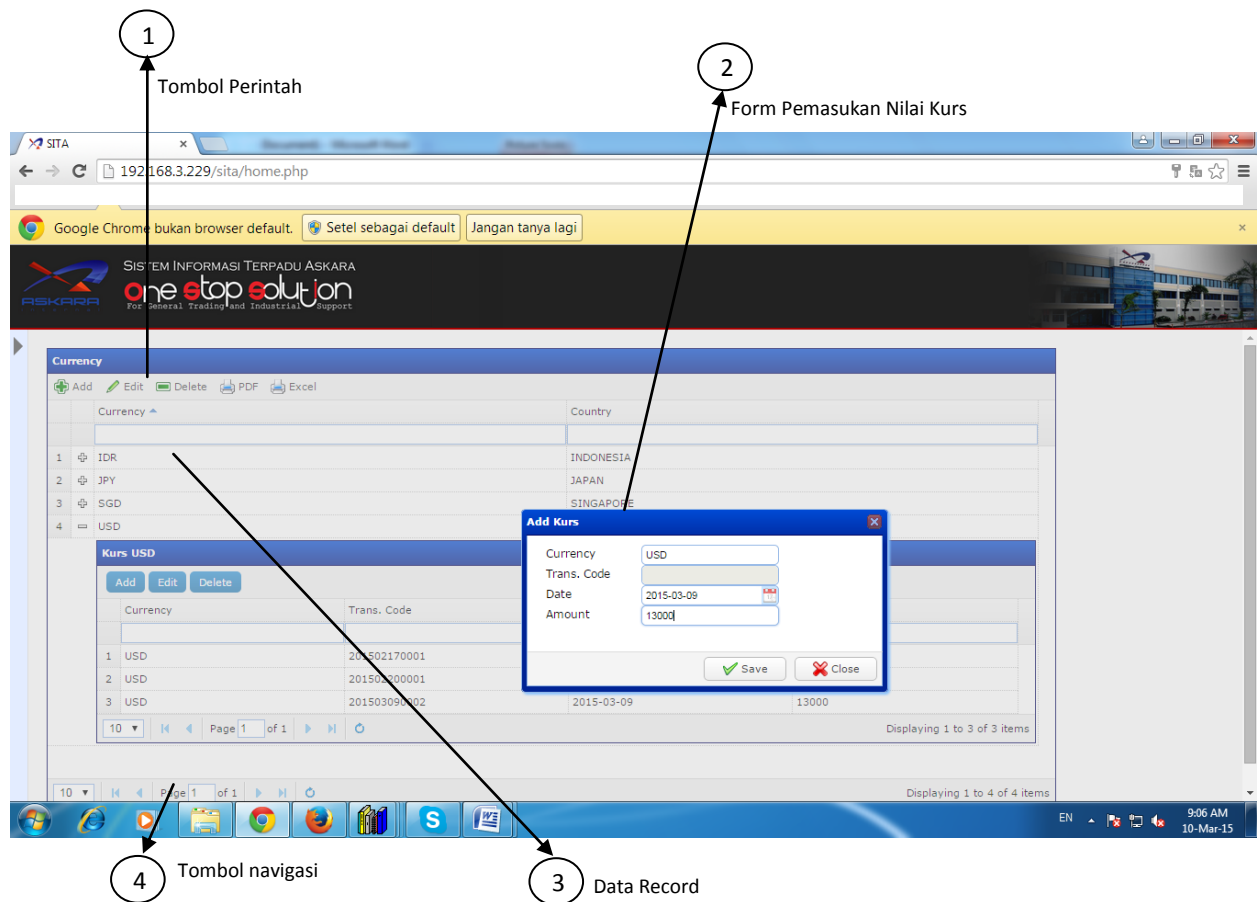 1
Tombol Perintah
2
Form Pemasukan Nilai Kurs
SITA
192.168.3.229/sita/home.php
Google Chrome bukan browser default. Setel sebagai default Jangan tanya lagi
ASKARA
Sistem Informasi Terpadu Askara
One Stop Solution
For General Trading and Industrial Support
Currency
Add Edit Delete PDF Excel
Currency Country
1 IDR INDONESIA
2 JPY JAPAN
3 SGD SINGAPORE
4 USD
Kurs USD
Add Edit Delete
Currency Trans. Code
1 USD 201502170001
2 USD 201502200001
3 USD 201503090002 2015-03-09 13000
10 Page 1 of 1 Displaying 1 to 3 of 3 items
Add Kurs
Currency USD
Trans. Code
Date 2015-03-09
Amount 13000
Save Close
10 Page 1 of 1 Displaying 1 to 4 of 4 items
EN 9:06 AM
10-Mar-15
4
Tombol navigasi
3
Data Record